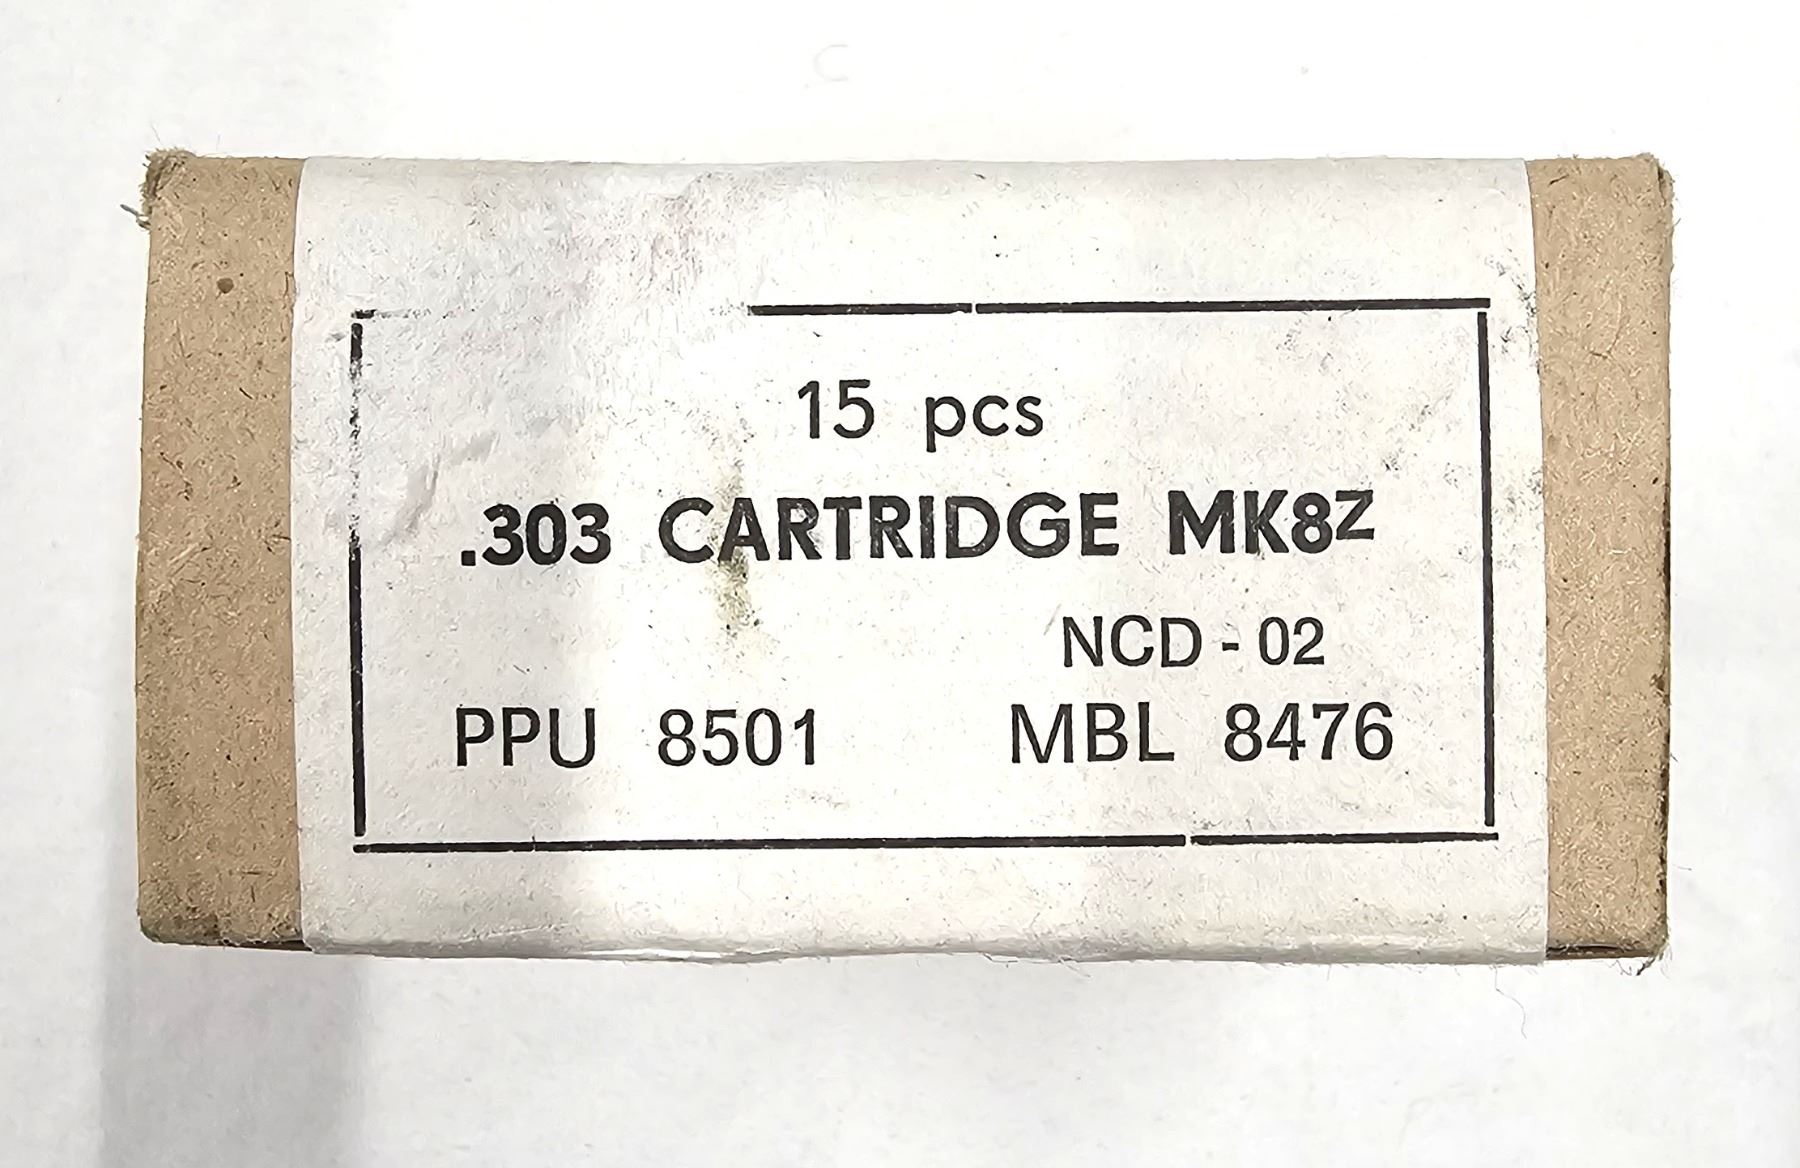 15 pcs
.303 CARTRIDGE MK8Z
NCD - 02
PPU 8501 MBL 8476